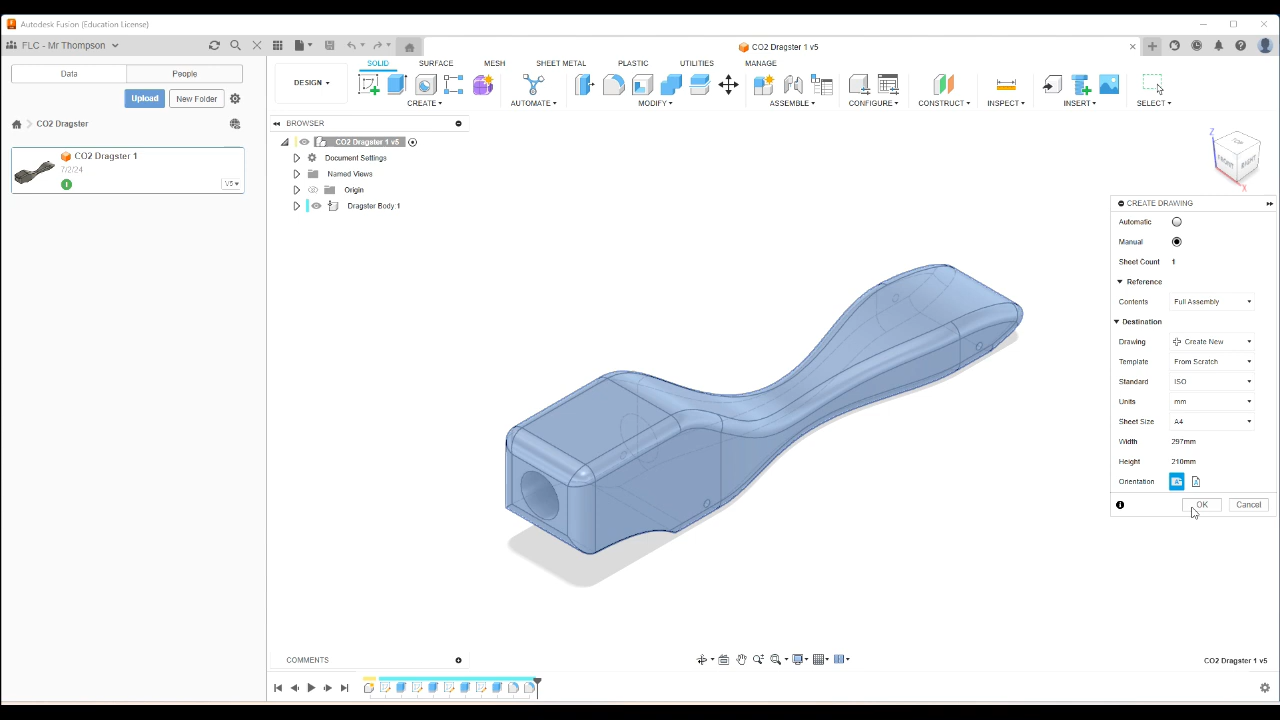 Autodesk Fusion (Education License)
FLC - Mr Thompson
CO2 Dragster 1 v5
Data
People
Upload
New Folder
CO2 Dragster
CO2 Dragster 1
7/2/24
V5
DESIGN
SOLID
SURFACE
MESH
SHEET METAL
PLASTIC
UTILITIES
MANAGE
CREATE
AUTOMATE
MODIFY
ASSEMBLE
CONFIGURE
CONSTRUCT
INSPECT
INSERT
SELECT
BROWSER
CO2 Dragster 1 v5
Document Settings
Named Views
Origin
Dragster Body:1
Z
TOP
FRONT
RIGHT
X
CREATE DRAWING
Automatic
Manual
Sheet Count 1
Reference
Contents Full Assembly
Destination
Drawing Create New
Template From Scratch
Standard ISO
Units mm
Sheet Size A4
Width 297mm
Height 210mm
Orientation
OK
Cancel
COMMENTS
CO2 Dragster 1 v5